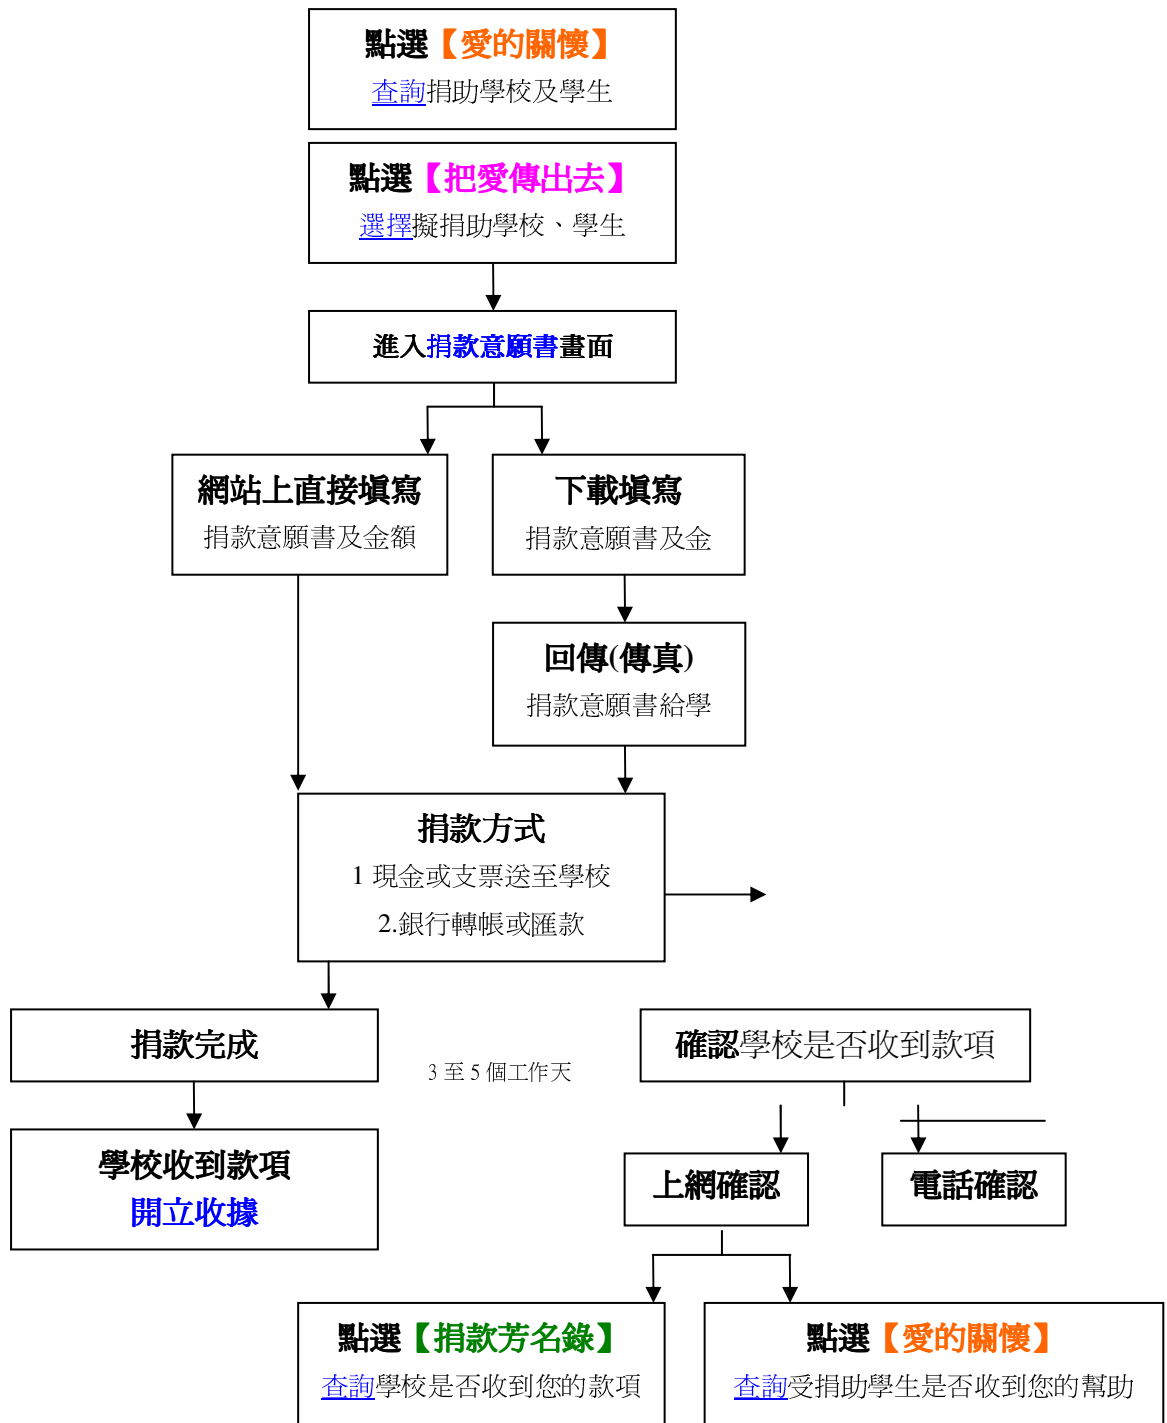 點選【愛的關懷】
查詢捐助學校及學生
點選【把愛傳出去】
選擇擬捐助學校、學生
進入捐款意願書畫面
網站上直接填寫
捐款意願書及金額
下載填寫
捐款意願書及金
回傳(傳真)
捐款意願書給學
捐款方式
1 現金或支票送至學校
2.銀行轉帳或匯款
捐款完成
3 至 5 個工作天
確認學校是否收到款項
學校收到款項
開立收據
上網確認
電話確認
點選【捐款芳名錄】
查詢學校是否收到您的款項
點選【愛的關懷】
查詢受捐助學生是否收到您的幫助